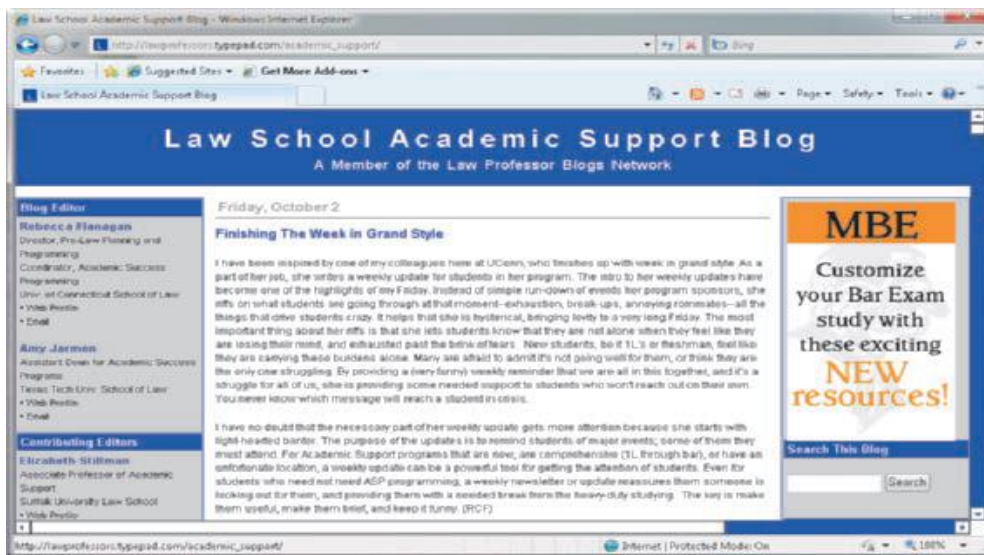 Law School Academic Support Blog - Windows Internet Explorer
http://lawprofessors.typepad.com/academic_support/
Bing
Favorites
Suggested Sites
Get More Add-ons
Law School Academic Support Blog
Page
Safety
Tools
Law School Academic Support Blog
A Member of the Law Professor Blogs Network
Blog Editor
Rebecca Flanagan
Director, Pre-Law Planning and
Programming
Coordinator, Academic Success
Programming
Univ. of Connecticut School of Law
• Web Profile
• Email
Amy Jarmon
Assistant Dean for Academic Success
Programs
Texas Tech Univ. School of Law
• Web Profile
• Email
Contributing Editors
Elizabeth Stillman
Associate Professor of Academic
Support
Suffolk University Law School
• Web Profile
Friday, October 2
Finishing The Week in Grand Style
I have been inspired by one of my colleagues here at UConn, who finishes up with week in grand style. As a
part of her job, she writes a weekly update for students in her program. The intro to her weekly updates have
become one of the highlights of my Friday. Instead of simple run-down of events her program sponsors, she
riffs on what students are going through at that moment--exhaustion, break-ups, annoying roommates--all the
things that drive students crazy. It helps that she is hysterical, bringing levity to a very long Friday. The most
important thing about her riffs is that she lets students know that they are not alone when they feel like they
are losing their mind, and exhausted past the brink of tears. New students, be it 1L's or freshman, feel like
they are carrying these burdens alone. Many are afraid to admit it's not going well for them, or think they are
the only one struggling. By providing a (very funny) weekly reminder that we are all in this together, and it's a
struggle for all of us, she is providing some needed support to students who won't reach out on their own.
You never know which message will reach a student in crisis.
I have no doubt that the necessary part of her weekly update gets more attention because she starts with
light-hearted banter. The purpose of the updates is to remind students of major events; some of them they
must attend. For Academic Support programs that are new, are comprehensive (1L through bar), or have an
unfortunate location, a weekly update can be a powerful tool for getting the attention of students. Even for
students who need not need ASP programming, a weekly newsletter or update reassures them someone is
looking out for them, and providing them with a needed break from the heavy-duty studying. The key is make
them useful, make them brief, and keep it funny. (RCF)
MBE
Customize
your Bar Exam
study with
these exciting
NEW
resources!
Search This Blog
Search
http://lawprofessors.typepad.com/academic_support/
Internet | Protected Mode: On
100%